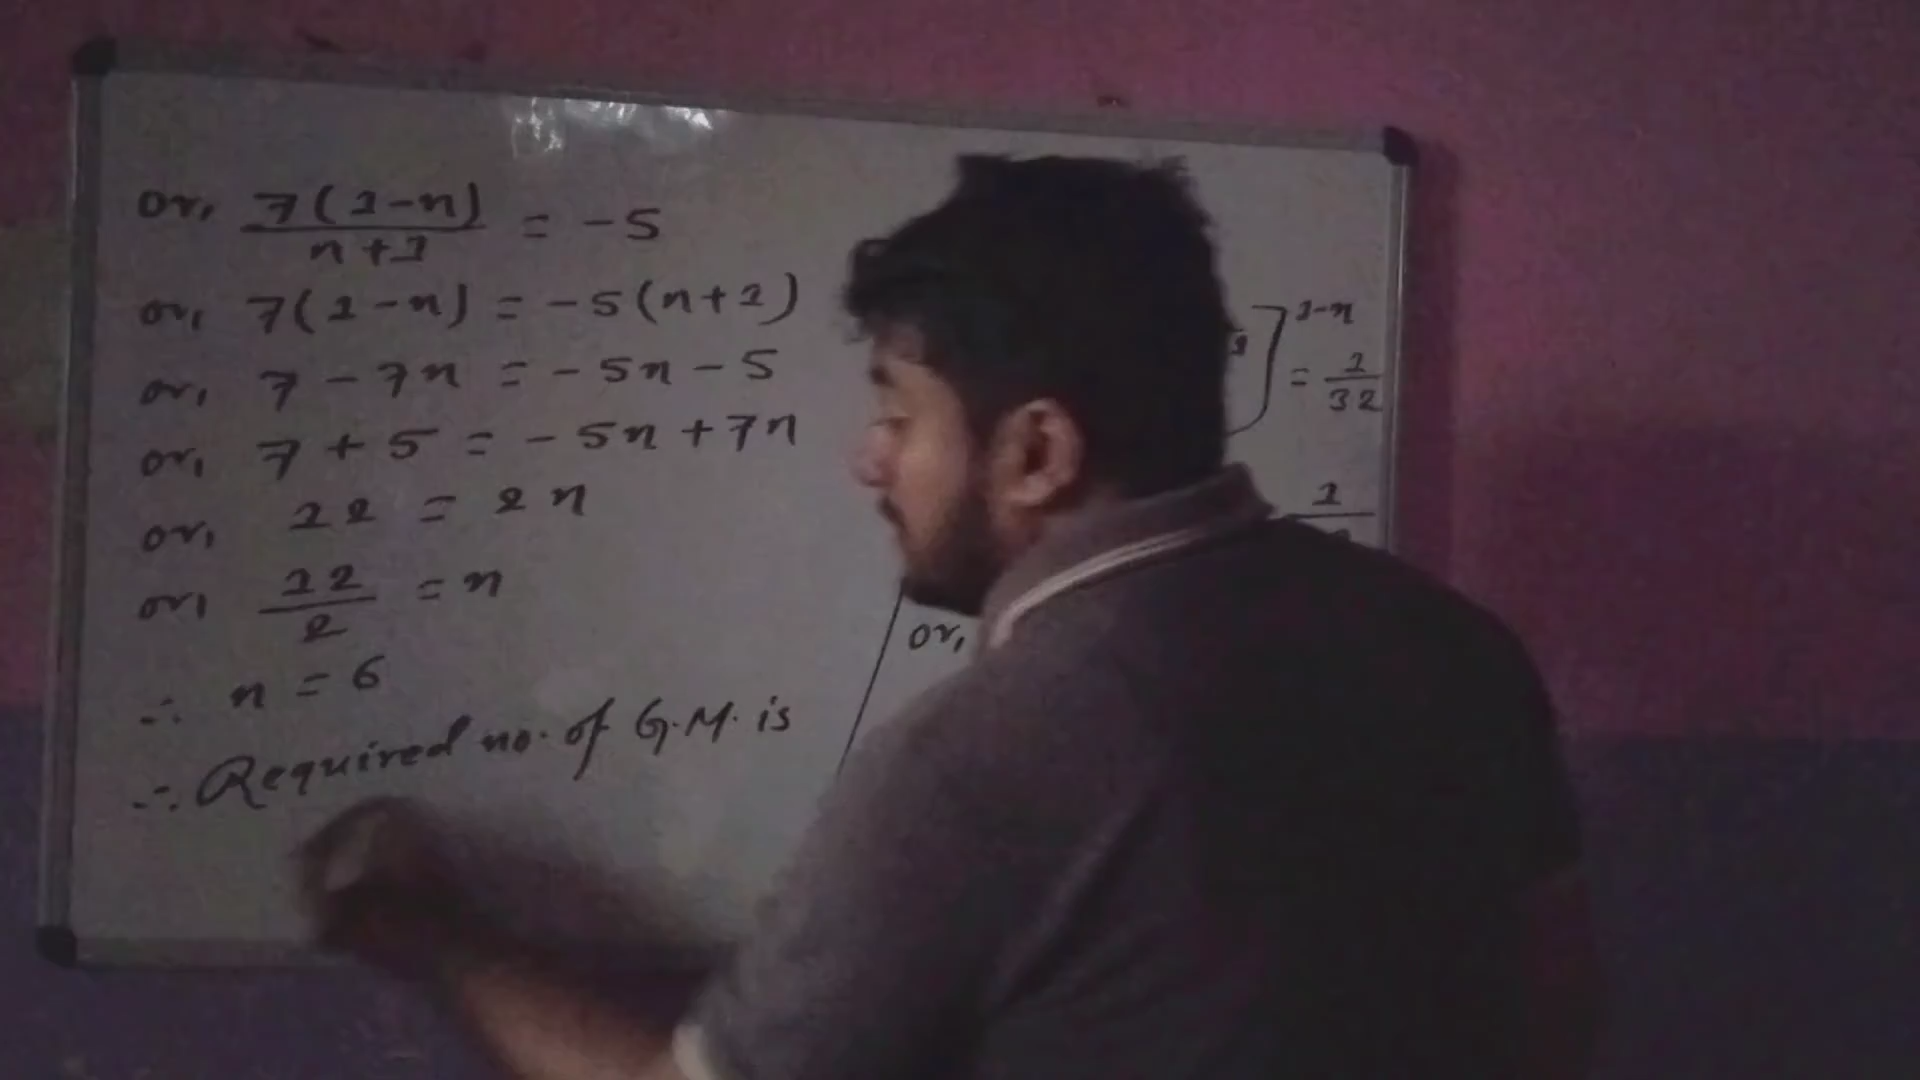 or, 7(1-n)/n+1 = -5
or, 7(1-n) = -5(n+1)
or, 7 - 7n = -5n - 5
or, 7 + 5 = -5n + 7n
or, 12 = 2n
or, 12/2 = n
∴ n = 6
∴ Required no. of G.M. is
] 1-n
= 1/32
1
or,